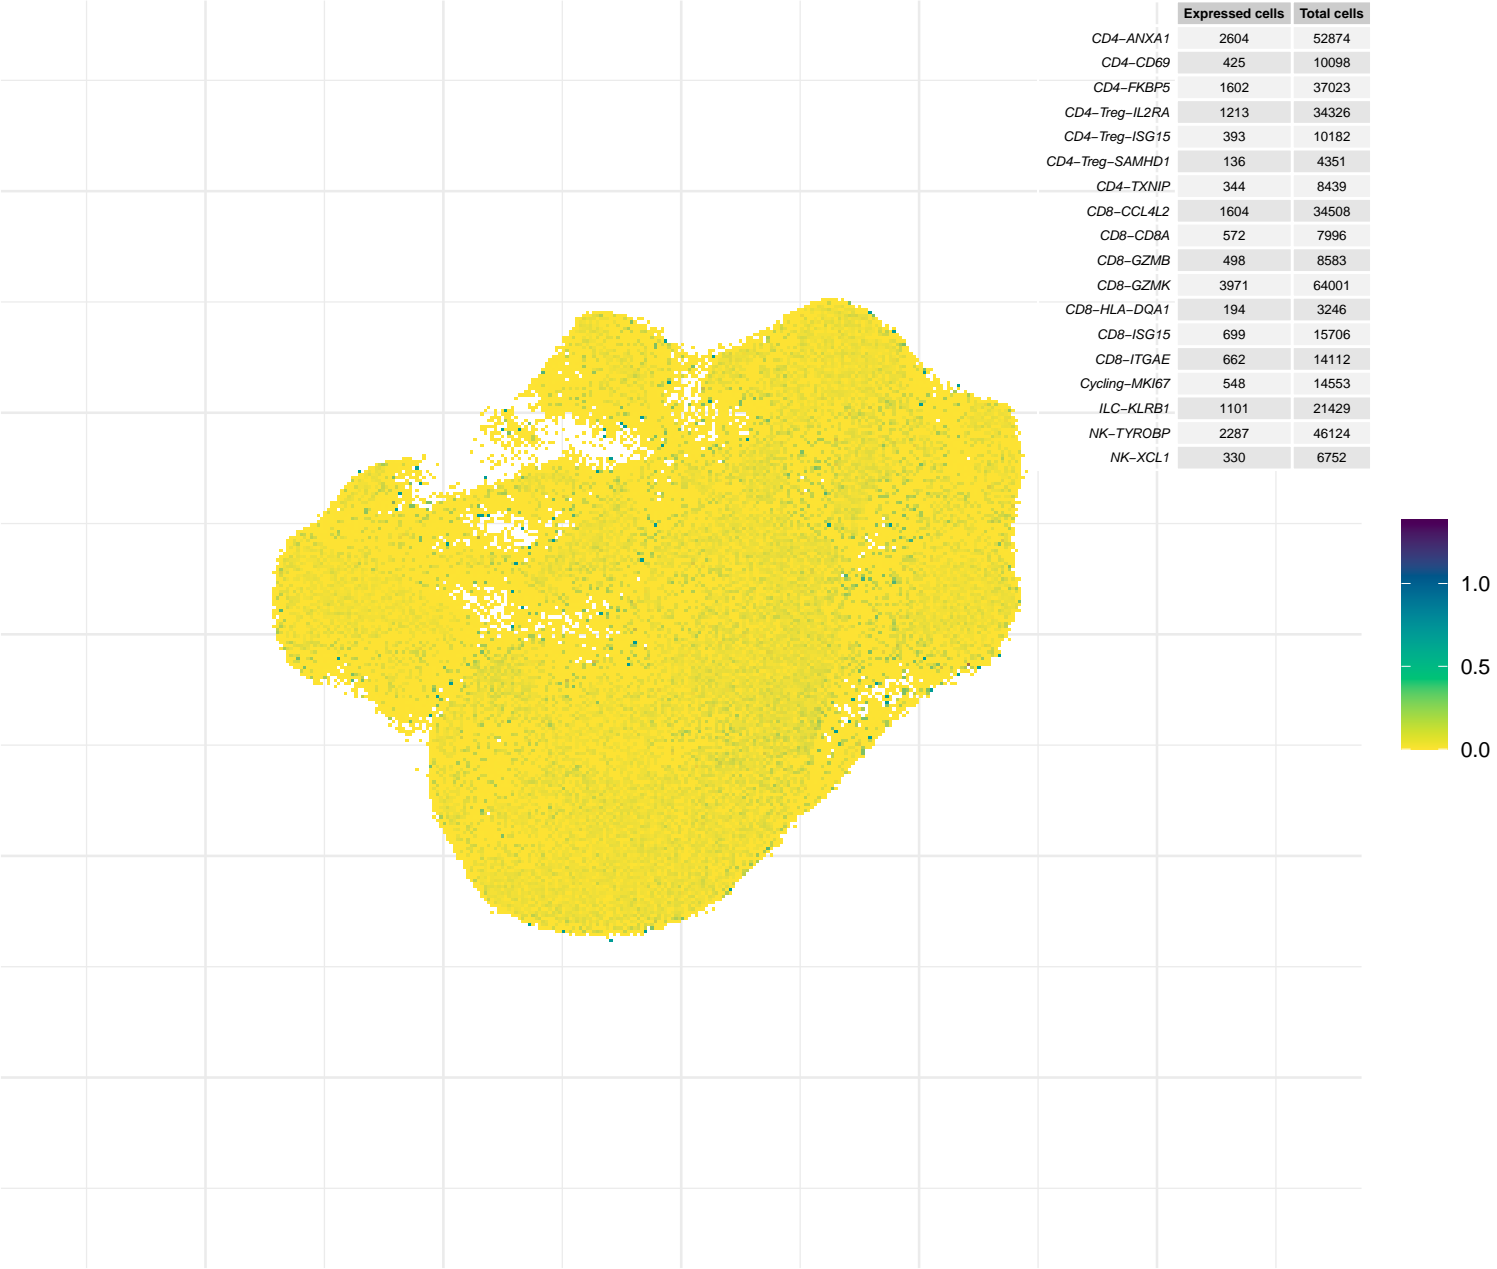 Expressed cells Total cells
CD4−ANXA1 2604 52874
CD4−CD69 425 10098
CD4−FKBP5 1602 37023
CD4−Treg−IL2RA 1213 34326
CD4−Treg−ISG15 393 10182
CD4−Treg−SAMHD1 136 4351
CD4−TXNIP 344 8439
CD8−CCL4L2 1604 34508
CD8−CD8A 572 7996
CD8−GZMB 498 8583
CD8−GZMK 3971 64001
CD8−HLA−DQA1 194 3246
CD8−ISG15 699 15706
CD8−ITGAE 662 14112
Cycling−MKI67 548 14553
ILC−KLRB1 1101 21429
NK−TYROBP 2287 46124
NK−XCL1 330 6752
1.0
0.5
0.0